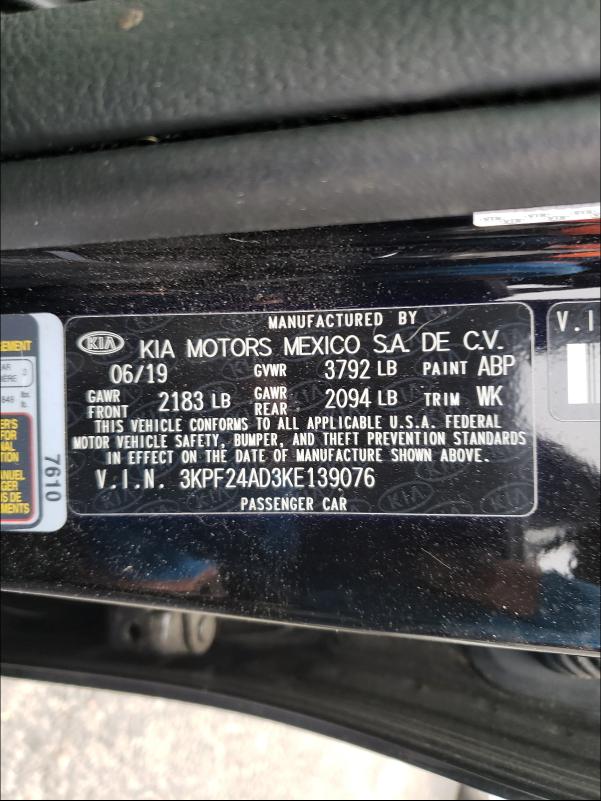 MANUFACTURED BY
KIA KIA MOTORS MEXICO S.A. DE C.V.
06/19 GVWR 3792 LB PAINT ABP
GAWR FRONT 2183 LB GAWR REAR 2094 LB TRIM WK
THIS VEHICLE CONFORMS TO ALL APPLICABLE U.S.A. FEDERAL
MOTOR VEHICLE SAFETY, BUMPER, AND THEFT PREVENTION STANDARDS
IN EFFECT ON THE DATE OF MANUFACTURE SHOWN ABOVE.
V.I.N. 3KPF24AD3KE139076
PASSENGER CAR
7610
V.I